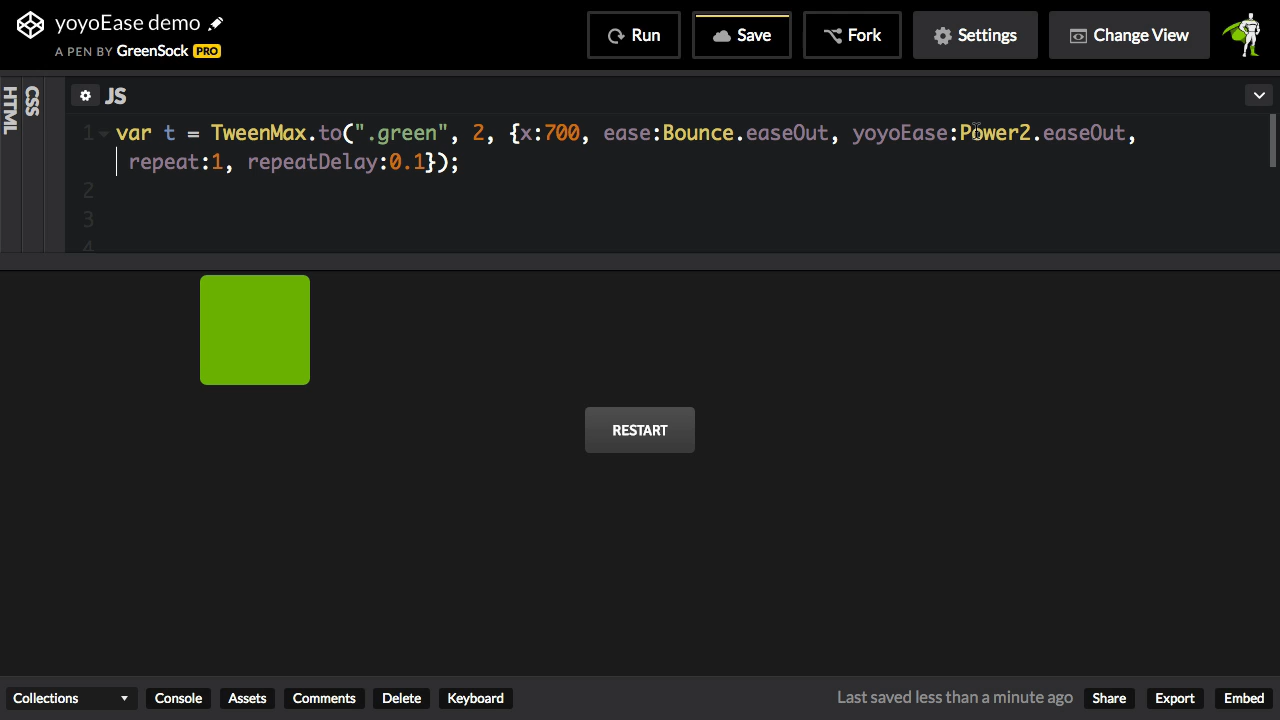 yoyoEase demo
A PEN BY GreenSock PRO
Run
Save
Fork
Settings
Change View
HTML
CSS
JS
1 var t = TweenMax.to(".green", 2, {x:700, ease:Bounce.easeOut, yoyoEase:Power2.easeOut,
repeat:1, repeatDelay:0.1});
2
3
4
RESTART
Collections
Console
Assets
Comments
Delete
Keyboard
Last saved less than a minute ago
Share
Export
Embed